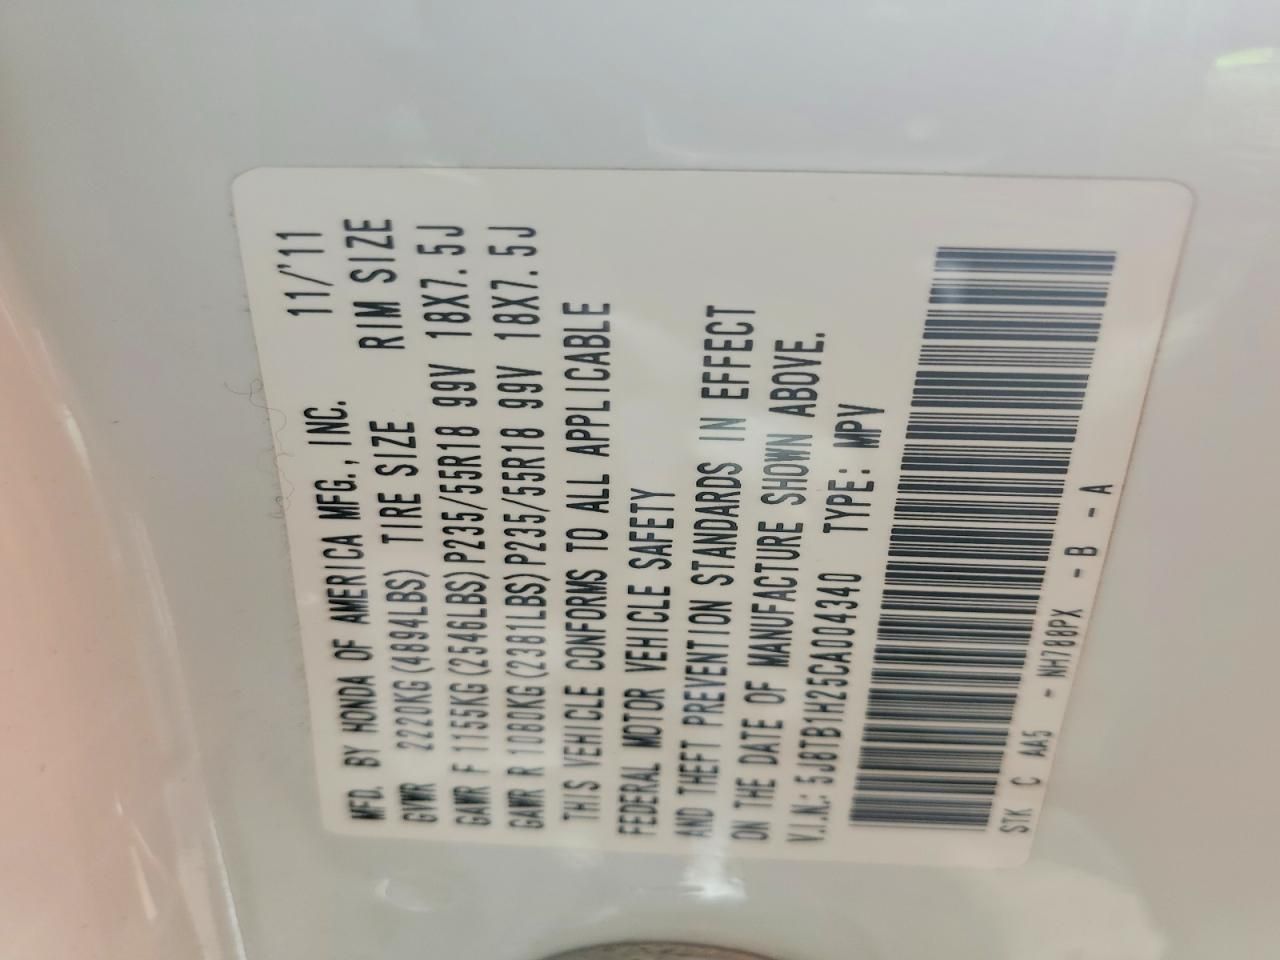 MFD. BY HONDA OF AMERICA MFG., INC. 11/'11
GVWR 2220KG(4894LBS) TIRE SIZE RIM SIZE
GAWR F 1155KG(2546LBS)P235/55R18 99V 18X7.5J
GAWR R 1080KG(2381LBS)P235/55R18 99V 18X7.5J
THIS VEHICLE CONFORMS TO ALL APPLICABLE
FEDERAL MOTOR VEHICLE SAFETY
AND THEFT PREVENTION STANDARDS IN EFFECT
ON THE DATE OF MANUFACTURE SHOWN ABOVE.
V.I.N.: 5J8TB1H25CA004340 TYPE: MPV
STK C AA5 - NH788PX - B - A